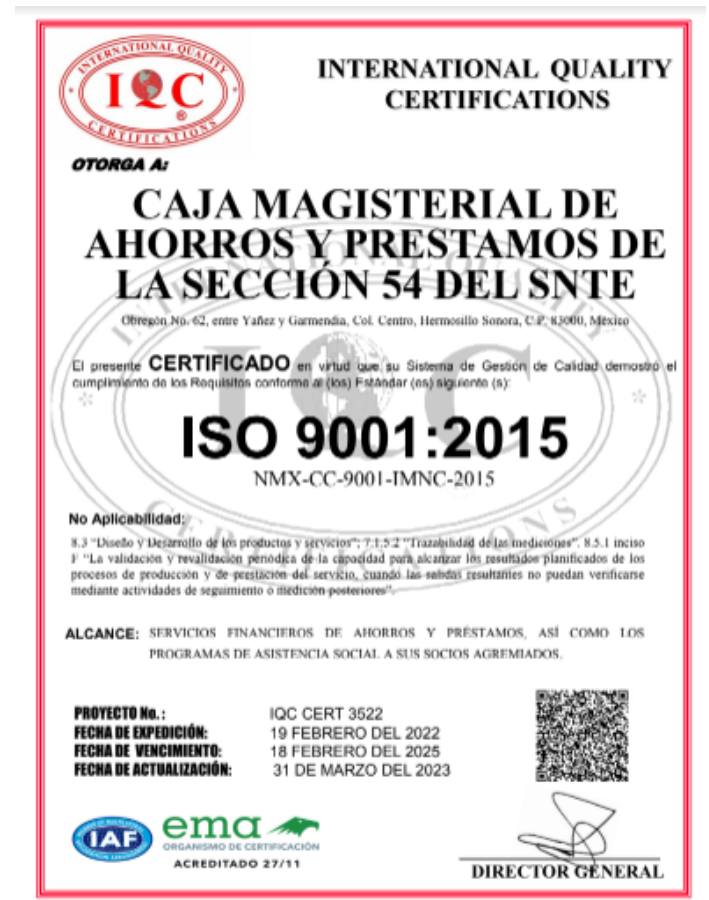 INTERNATIONAL QUALITY
IQC
®
CERTIFICATIONS
INTERNATIONAL QUALITY
CERTIFICATIONS
OTORGA A:
CAJA MAGISTERIAL DE
AHORROS Y PRESTAMOS DE
LA SECCIÓN 54 DEL SNTE
Obregón No. 62, entre Yañez y Garmendia, Col. Centro, Hermosillo Sonora, C.P. 83000, México
El presente CERTIFICADO en virtud que su Sistema de Gestión de Calidad demostró el
cumplimiento de los Requisitos conforme al (los) Estándar (es) siguiente (s):
INTERNATIONAL QUALITY
IQC
CERTIFICATIONS
ISO 9001:2015
NMX-CC-9001-IMNC-2015
No Aplicabilidad:
8.3 "Diseño y Desarrollo de los productos y servicios"; 7.1.5.2 "Trazabilidad de las mediciones". 8.5.1 inciso
F "La validación y revalidación periódica de la capacidad para alcanzar los resultados planificados de los
procesos de producción y de prestación del servicio, cuando las salidas resultantes no puedan verificarse
mediante actividades de seguimiento o medición posteriores".
ALCANCE: SERVICIOS FINANCIEROS DE AHORROS Y PRÉSTAMOS, ASÍ COMO LOS
PROGRAMAS DE ASISTENCIA SOCIAL A SUS SOCIOS AGREMIADOS.
PROYECTO No. : IQC CERT 3522
FECHA DE EXPEDICIÓN: 19 FEBRERO DEL 2022
FECHA DE VENCIMIENTO: 18 FEBRERO DEL 2025
FECHA DE ACTUALIZACIÓN: 31 DE MARZO DEL 2023
IAF
ema
ORGANISMO DE CERTIFICACIÓN
ACREDITADO 27/11
DIRECTOR GENERAL